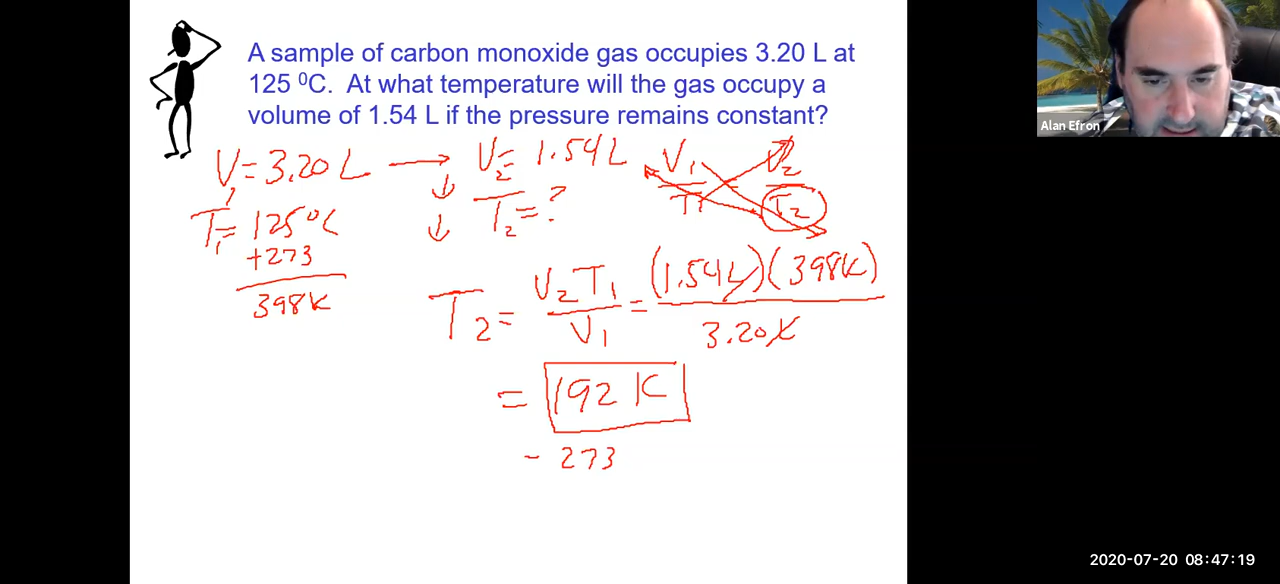 A sample of carbon monoxide gas occupies 3.20 L at
125 ⁰C. At what temperature will the gas occupy a
volume of 1.54 L if the pressure remains constant?
Alan Efron
V₁ = 3.20 L → V₂ = 1.54 L V₁/T₁ V₂/T₂
T₁ = 125°C ↓ T₂ = ?
+273 ↓
398K
T₂ = V₂T₁/V₁ = (1.54L)(398K)/3.20L
= 192 K
- 273
2020-07-20 08:47:19